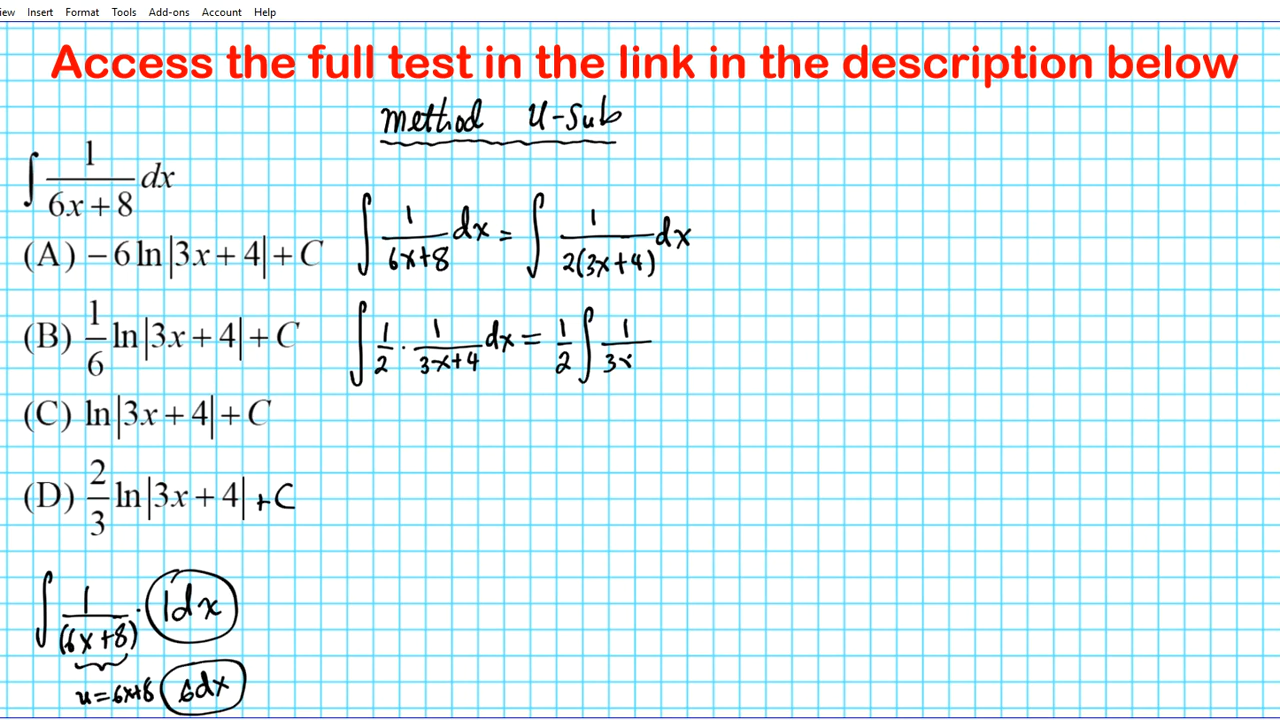 iew Insert Format Tools Add-ons Account Help
Access the full test in the link in the description below
method u-sub
∫ 1/(6x+8) dx
(A) −6 ln|3x+4|+C
(B) 1/6 ln|3x+4|+C
(C) ln|3x+4|+C
(D) 2/3 ln|3x+4| +C
∫ 1/(6x+8) dx = ∫ 1/(2(3x+4)) dx
∫ 1/2 · 1/(3x+4) dx = 1/2 ∫ 1/(3x
∫ 1/(6x+8) · 1dx
u=6x+8 6dx